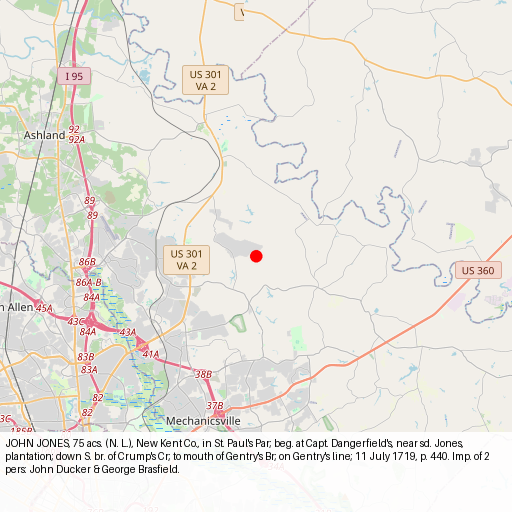 US 301
VA 2
I 95
92
92A
Ashland
89
89
US 301
VA 2
86B
86A-B
US 360
84A
n Allen
45A
43C
84A
43A
41A
83B
83A
38B
82
37B
3C
Mechanicsville
82
185B
JOHN JONES, 75 acs. (N. L.), New Kent Co., in St. Paul's Par; beg. at Capt. Dangerfield's, near sd. Jones,
plantation; down S. br. of Crump's Cr; to mouth of Gentry's Br; on Gentry's line; 11 July 1719, p. 440. Imp. of 2
pers: John Ducker & George Brasfield.